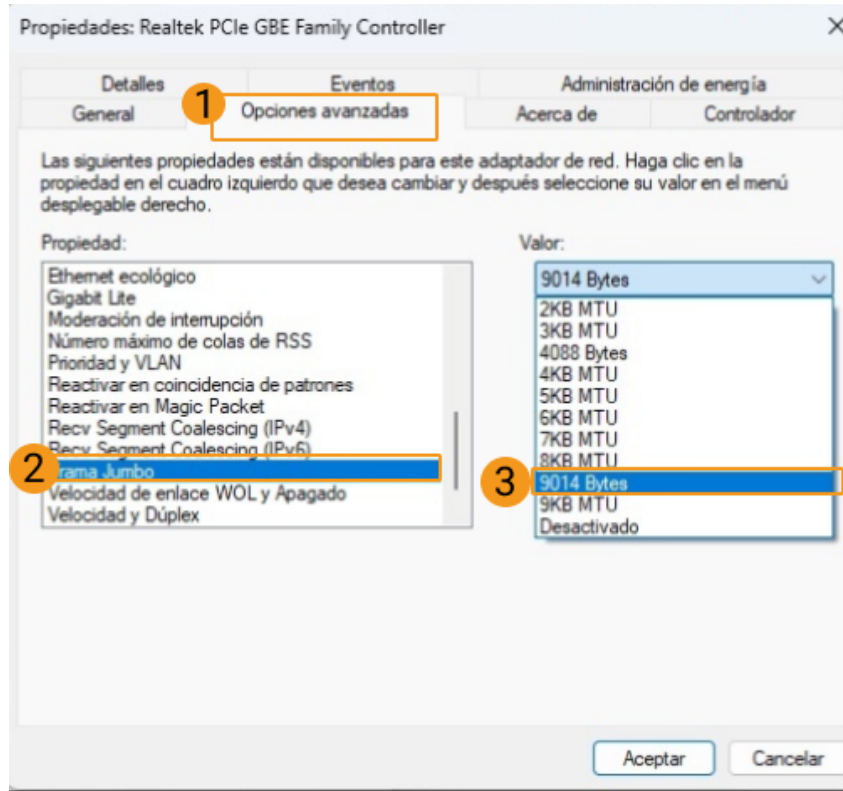 Propiedades: Realtek PCIe GBE Family Controller
Detalles Eventos Administración de energía
General 1 Opciones avanzadas Acerca de Controlador
Las siguientes propiedades están disponibles para este adaptador de red. Haga clic en la
propiedad en el cuadro izquierdo que desea cambiar y después seleccione su valor en el menú
desplegable derecho.
Propiedad:
Ethernet ecológico
Gigabit Lite
Moderación de interrupción
Número máximo de colas de RSS
Prioridad y VLAN
Reactivar en coincidencia de patrones
Reactivar en Magic Packet
Recv Segment Coalescing (IPv4)
Recv Segment Coalescing (IPv6)
2 Trama Jumbo
Velocidad de enlace WOL y Apagado
Velocidad y Dúplex
Valor:
9014 Bytes
2KB MTU
3KB MTU
4088 Bytes
4KB MTU
5KB MTU
6KB MTU
7KB MTU
8KB MTU
3 9014 Bytes
9KB MTU
Desactivado
Aceptar Cancelar